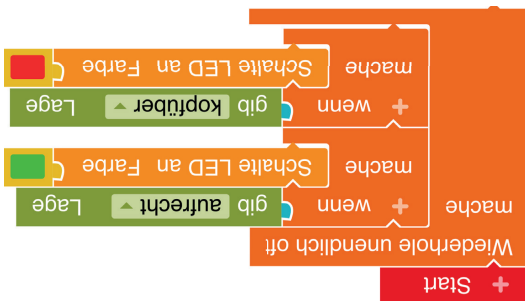 + Start
Wiederhole unendlich oft
mache
+ wenn gib aufrecht Lage
mache Schalte LED an Farbe
+ wenn gib kopfüber Lage
mache Schalte LED an Farbe